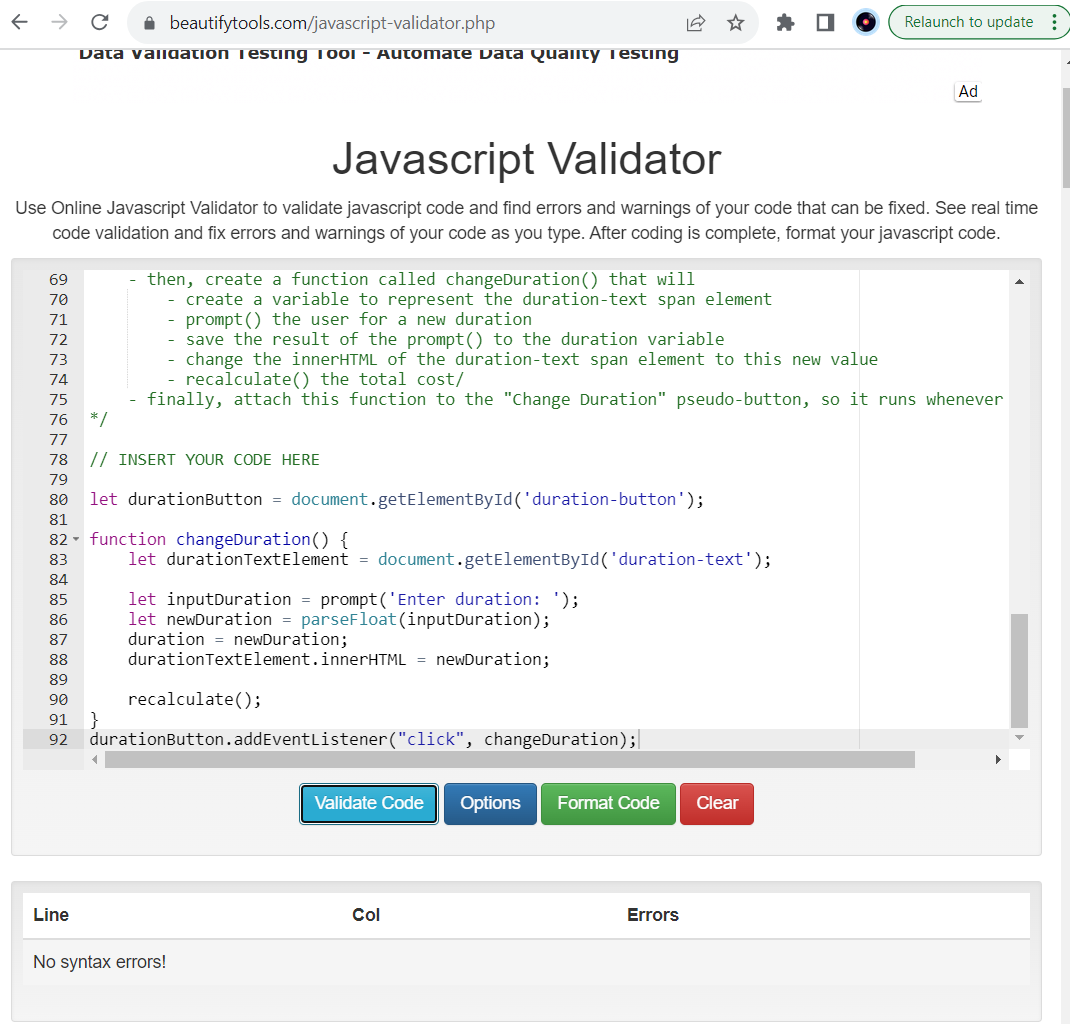 beautifytools.com/javascript-validator.php
Relaunch to update
Data Validation Testing Tool - Automate Data Quality Testing
Ad
Javascript Validator
Use Online Javascript Validator to validate javascript code and find errors and warnings of your code that can be fixed. See real time
code validation and fix errors and warnings of your code as you type. After coding is complete, format your javascript code.
69 - then, create a function called changeDuration() that will
70 - create a variable to represent the duration-text span element
71 - prompt() the user for a new duration
72 - save the result of the prompt() to the duration variable
73 - change the innerHTML of the duration-text span element to this new value
74 - recalculate() the total cost/
75 - finally, attach this function to the "Change Duration" pseudo-button, so it runs whenever
76 */
77
78 // INSERT YOUR CODE HERE
79
80 let durationButton = document.getElementById('duration-button');
81
82 function changeDuration() {
83 let durationTextElement = document.getElementById('duration-text');
84
85 let inputDuration = prompt('Enter duration: ');
86 let newDuration = parseFloat(inputDuration);
87 duration = newDuration;
88 durationTextElement.innerHTML = newDuration;
89
90 recalculate();
91 }
92 durationButton.addEventListener("click", changeDuration);
Validate Code Options Format Code Clear
Line Col Errors
No syntax errors!